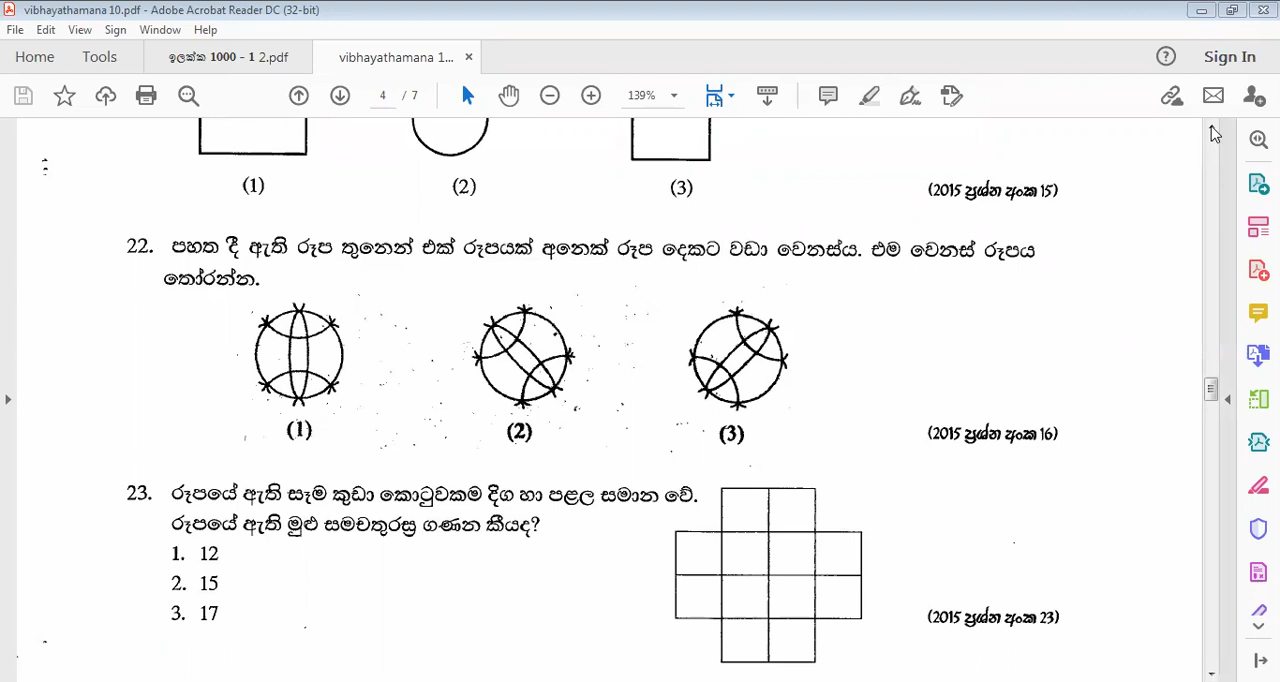 vibhayathamana 10.pdf - Adobe Acrobat Reader DC (32-bit)
File Edit View Sign Window Help
Home Tools ඉලක්ක 1000 - 1 2.pdf vibhayathamana 1... × Sign In
4 / 7 139%
(1) (2) (3) (2015 ප්‍රශ්න අංක 15)
22. පහත දී ඇති රූප තුනෙන් එක් රූපයක් අනෙක් රූප දෙකට වඩා වෙනස්ය. එම වෙනස් රූපය
තෝරන්න.
(1) (2) (3) (2015 ප්‍රශ්න අංක 16)
23. රූපයේ ඇති සෑම කුඩා කොටුවකම දිග හා පළල සමාන වේ.
රූපයේ ඇති මුළු සමචතුරස්‍ර ගණන කීයද?
1. 12
2. 15
3. 17 (2015 ප්‍රශ්න අංක 23)